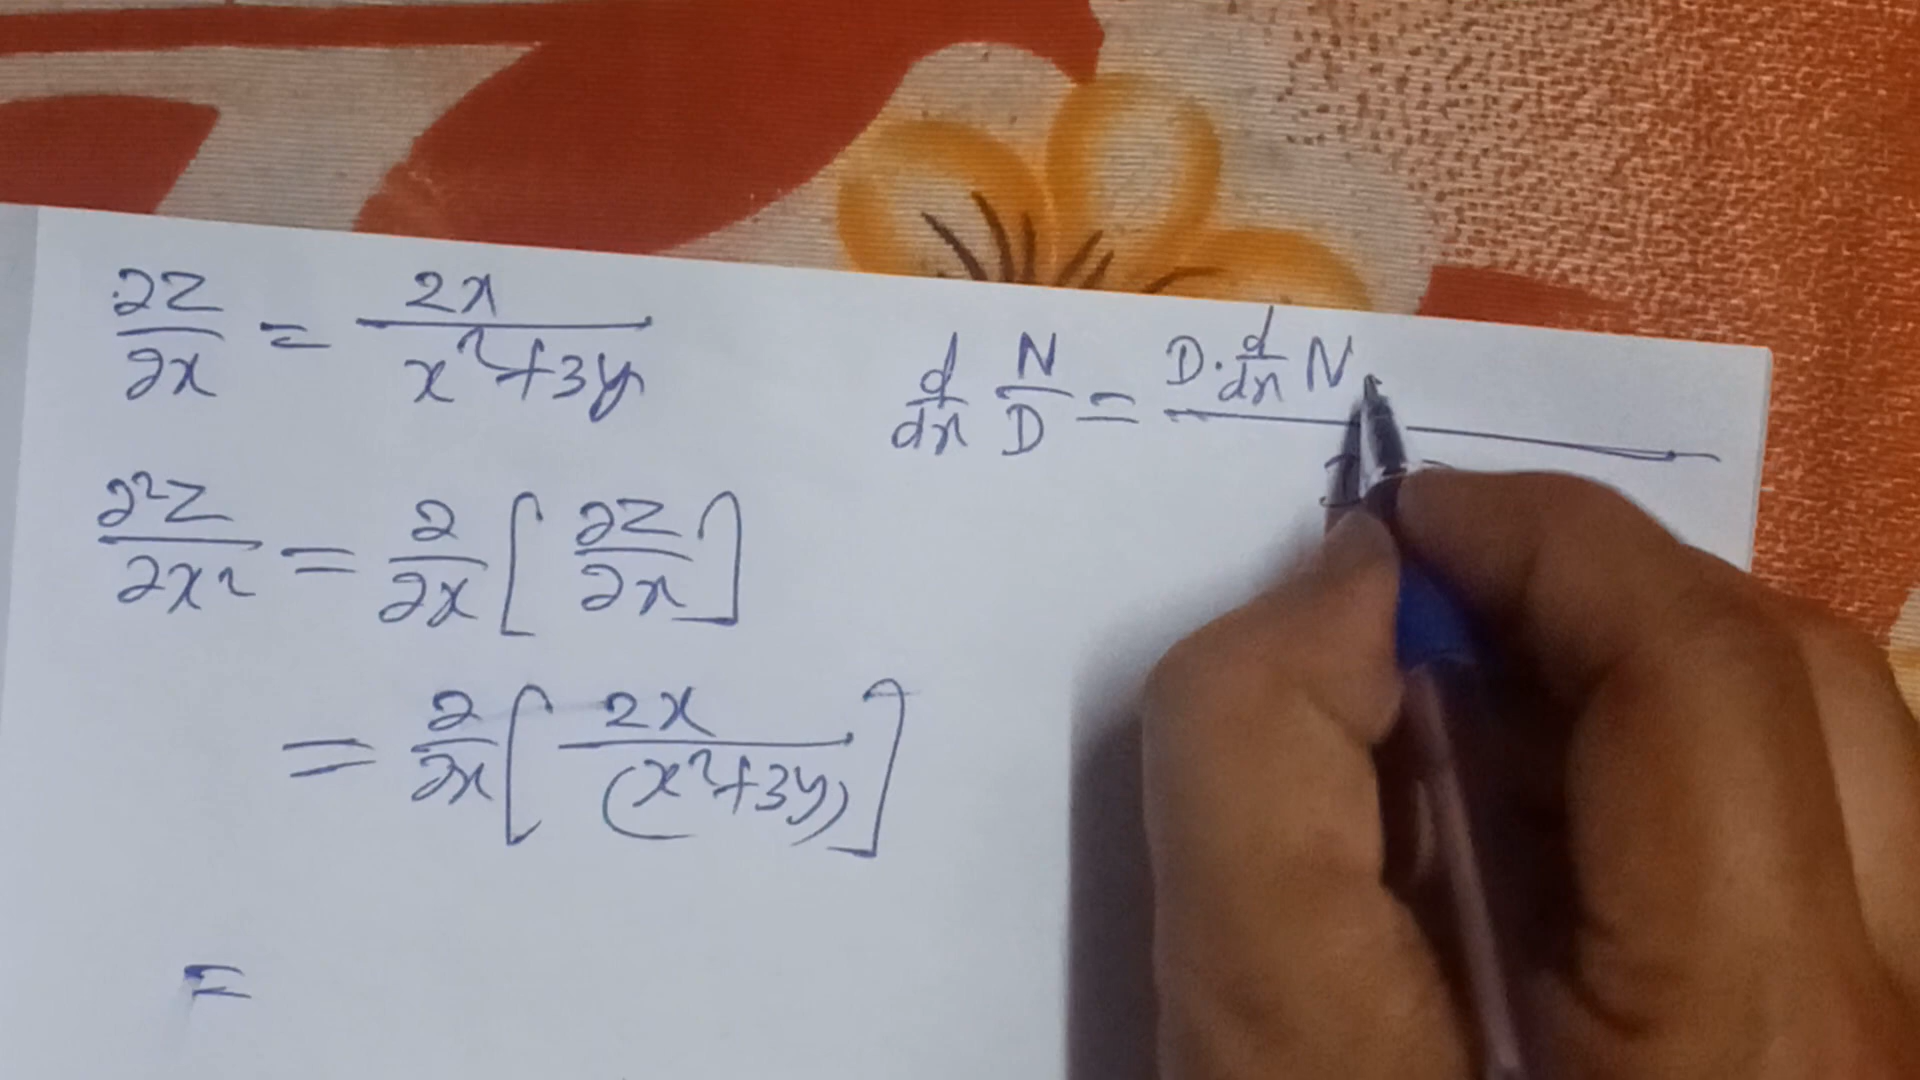 ∂z/∂x = 2x/x²+3y
d/dx N/D = D·d/dx N
∂²z/∂x² = ∂/∂x [∂z/∂x]
= ∂/∂x [2x/(x²+3y)]
=